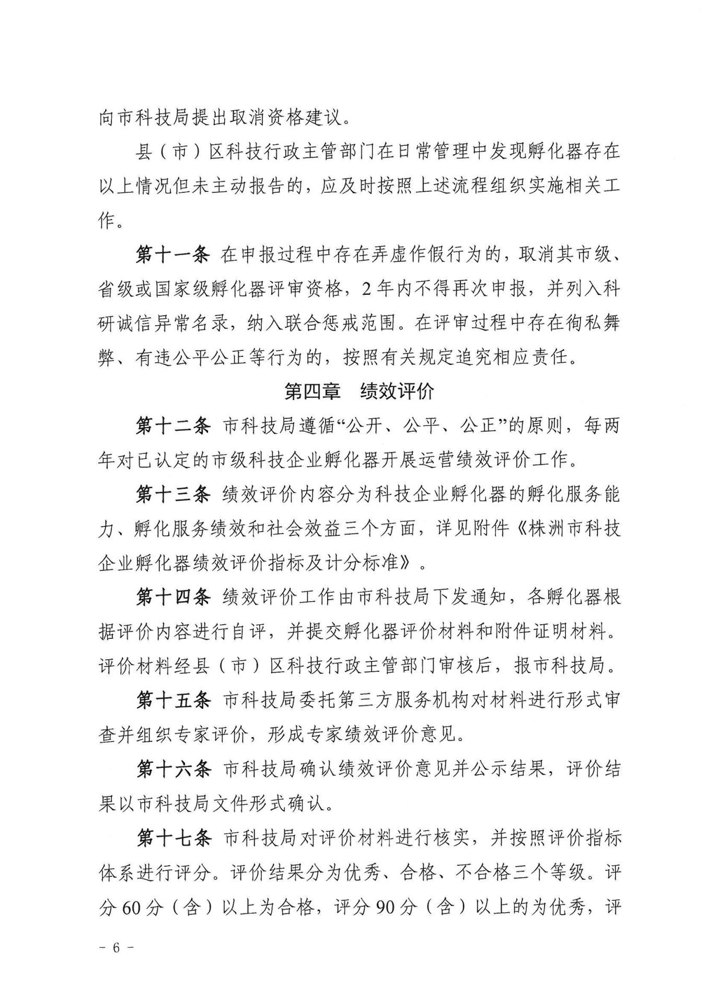 向市科技局提出取消资格建议。
县（市）区科技行政主管部门在日常管理中发现孵化器存在
以上情况但未主动报告的，应及时按照上述流程组织实施相关工
作。
第十一条 在申报过程中存在弄虚作假行为的，取消其市级、
省级或国家级孵化器评审资格，2 年内不得再次申报，并列入科
研诚信异常名录，纳入联合惩戒范围。在评审过程中存在徇私舞
弊、有违公平公正等行为的，按照有关规定追究相应责任。
第四章 绩效评价
第十二条 市科技局遵循“公开、公平、公正”的原则，每两
年对已认定的市级科技企业孵化器开展运营绩效评价工作。
第十三条 绩效评价内容分为科技企业孵化器的孵化服务能
力、孵化服务绩效和社会效益三个方面，详见附件《株洲市科技
企业孵化器绩效评价指标及计分标准》。
第十四条 绩效评价工作由市科技局下发通知，各孵化器根
据评价内容进行自评，并提交孵化器评价材料和附件证明材料。
评价材料经县（市）区科技行政主管部门审核后，报市科技局。
第十五条 市科技局委托第三方服务机构对材料进行形式审
查并组织专家评价，形成专家绩效评价意见。
第十六条 市科技局确认绩效评价意见并公示结果，评价结
果以市科技局文件形式确认。
第十七条 市科技局对评价材料进行核实，并按照评价指标
体系进行评分。评价结果分为优秀、合格、不合格三个等级。评
分 60 分（含）以上为合格，评分 90 分（含）以上的为优秀，评
- 6 -